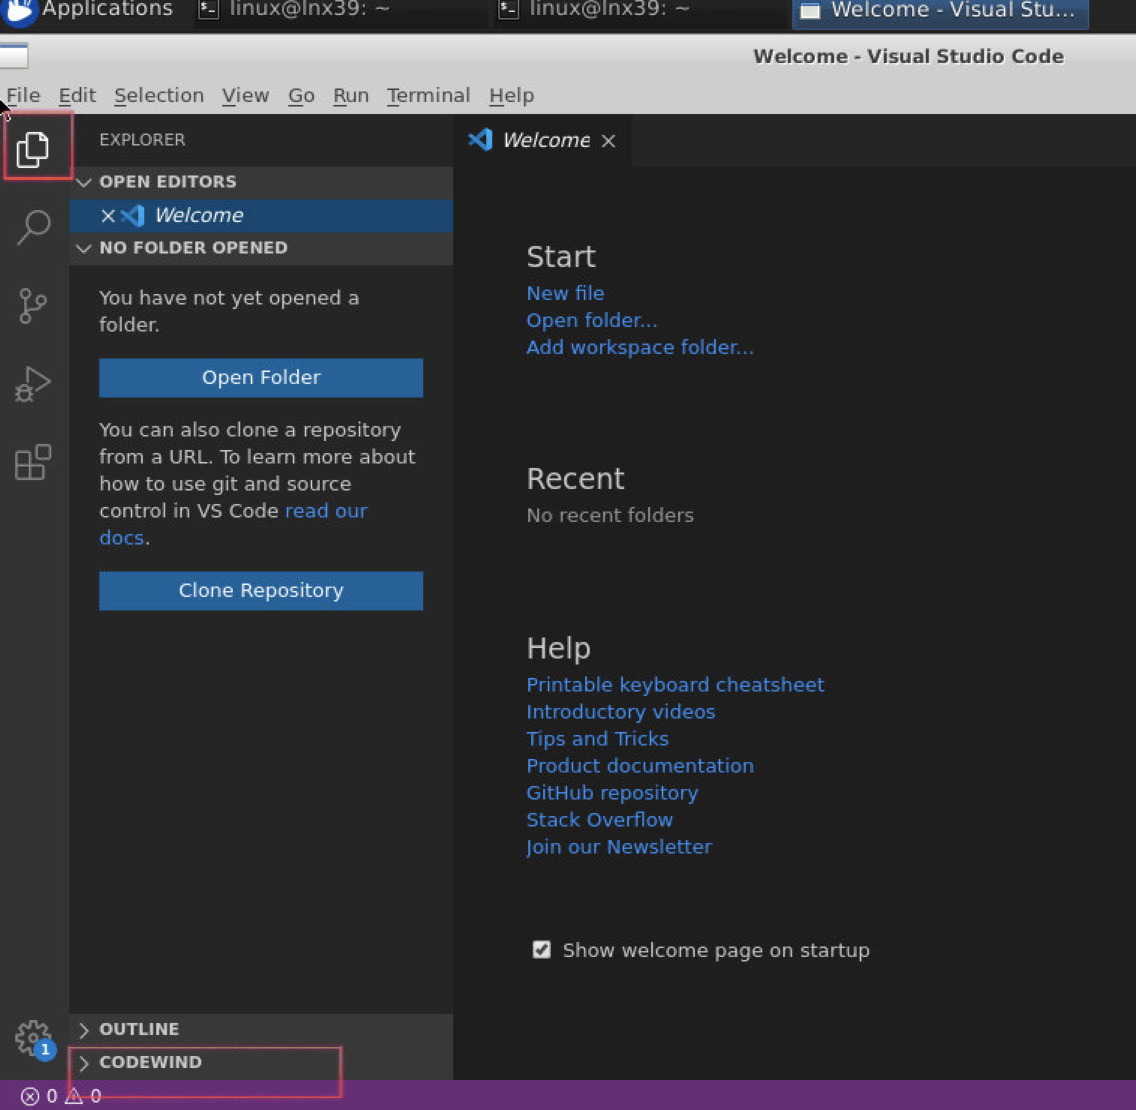 Applications
linux@lnx39: ~
linux@lnx39: ~
Welcome - Visual Stu...
Welcome - Visual Studio Code
File Edit Selection View Go Run Terminal Help
EXPLORER
Welcome
OPEN EDITORS
Welcome
NO FOLDER OPENED
You have not yet opened a
folder.
Open Folder
You can also clone a repository
from a URL. To learn more about
how to use git and source
control in VS Code read our
docs.
Clone Repository
OUTLINE
CODEWIND
Start
New file
Open folder...
Add workspace folder...
Recent
No recent folders
Help
Printable keyboard cheatsheet
Introductory videos
Tips and Tricks
Product documentation
GitHub repository
Stack Overflow
Join our Newsletter
Show welcome page on startup
1
0 0